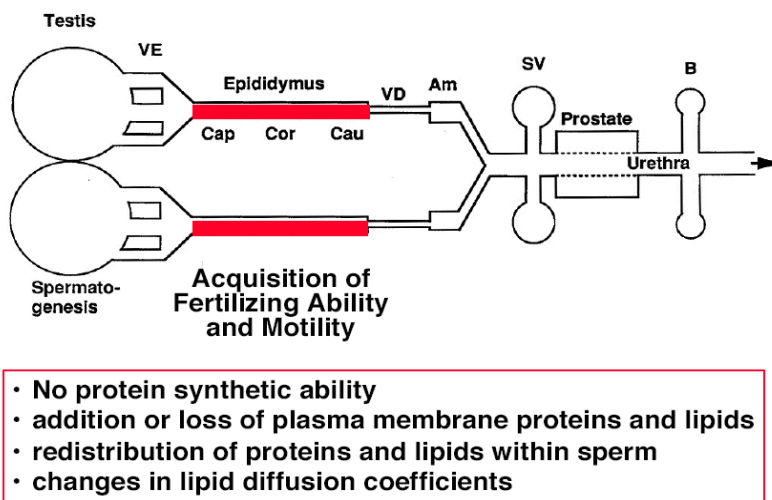 Testis
VE
Epididymus
VD
Am
SV
B
Cap Cor Cau
Prostate
Urethra
Spermato-
genesis
Acquisition of
Fertilizing Ability
and Motility
• No protein synthetic ability
• addition or loss of plasma membrane proteins and lipids
• redistribution of proteins and lipids within sperm
• changes in lipid diffusion coefficients